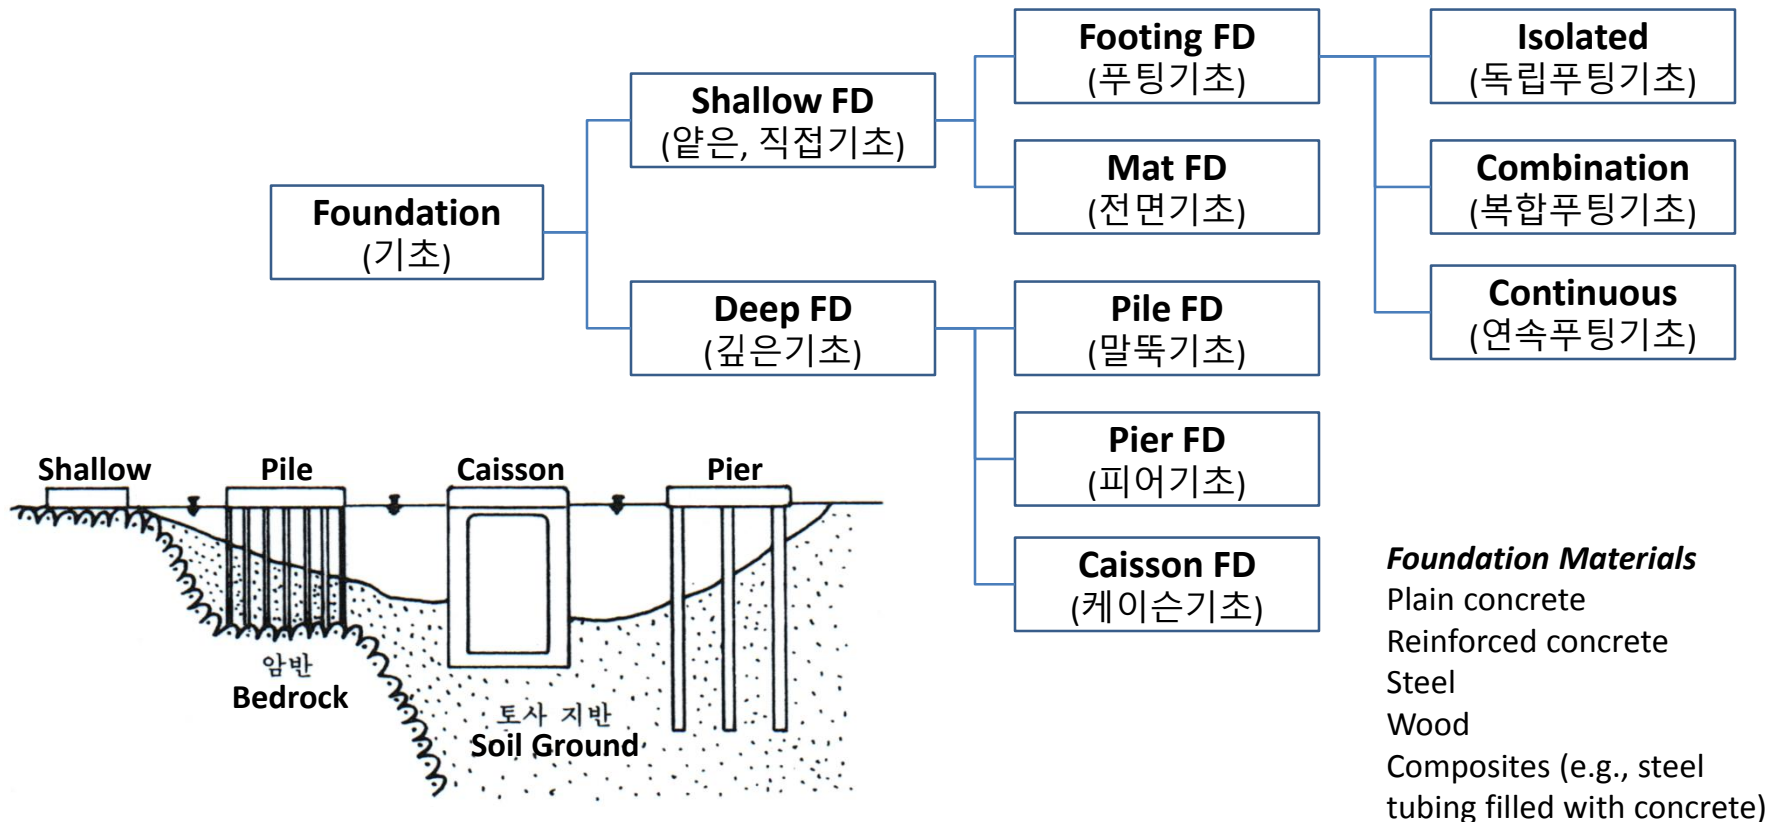 Foundation
(기초)
Shallow FD
(얕은, 직접기초)
Deep FD
(깊은기초)
Footing FD
(푸팅기초)
Mat FD
(전면기초)
Pile FD
(말뚝기초)
Pier FD
(피어기초)
Caisson FD
(케이슨기초)
Isolated
(독립푸팅기초)
Combination
(복합푸팅기초)
Continuous
(연속푸팅기초)
Shallow
Pile
Caisson
Pier
암반
Bedrock
토사 지반
Soil Ground
Foundation Materials
Plain concrete
Reinforced concrete
Steel
Wood
Composites (e.g., steel
tubing filled with concrete)